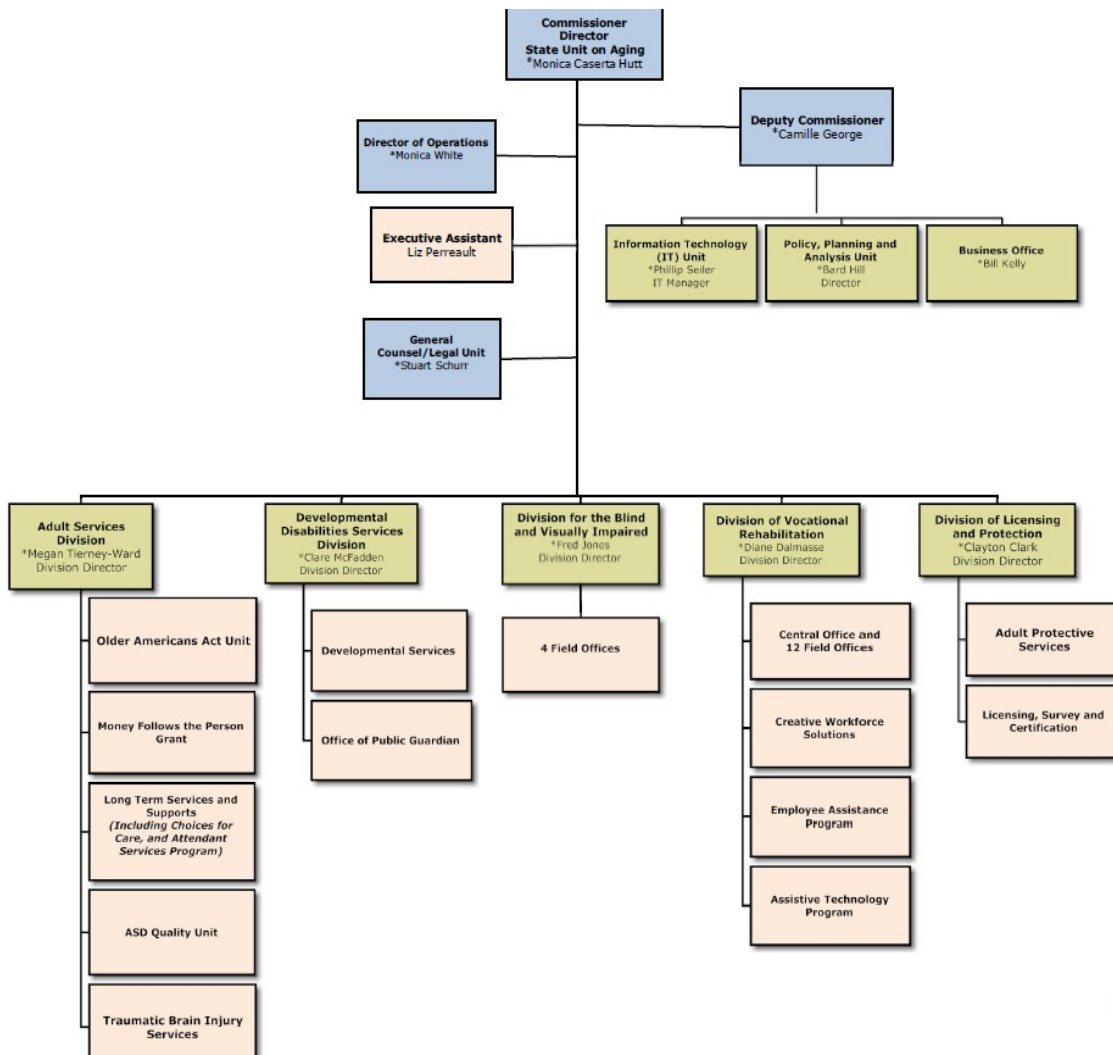 Commissioner
Director
State Unit on Aging
*Monica Caserta Hutt
Deputy Commissioner
*Camille George
Director of Operations
*Monica White
Executive Assistant
Liz Perreault
Information Technology
(IT) Unit
*Phillip Seiler
IT Manager
Policy, Planning and
Analysis Unit
*Bard Hill
Director
Business Office
*Bill Kelly
General
Counsel/Legal Unit
*Stuart Schurr
Adult Services
Division
*Megan Tierney-Ward
Division Director
Older Americans Act Unit
Money Follows the Person
Grant
Long Term Services and
Supports
(Including Choices for
Care, and Attendant
Services Program)
ASD Quality Unit
Traumatic Brain Injury
Services
Developmental
Disabilities Services
Division
*Clare McFadden
Division Director
Developmental Services
Office of Public Guardian
Division for the Blind
and Visually Impaired
*Fred Jones
Division Director
4 Field Offices
Division of Vocational
Rehabilitation
*Diane Dalmasse
Division Director
Central Office and
12 Field Offices
Creative Workforce
Solutions
Employee Assistance
Program
Assistive Technology
Program
Division of Licensing
and Protection
*Clayton Clark
Division Director
Adult Protective
Services
Licensing, Survey and
Certification